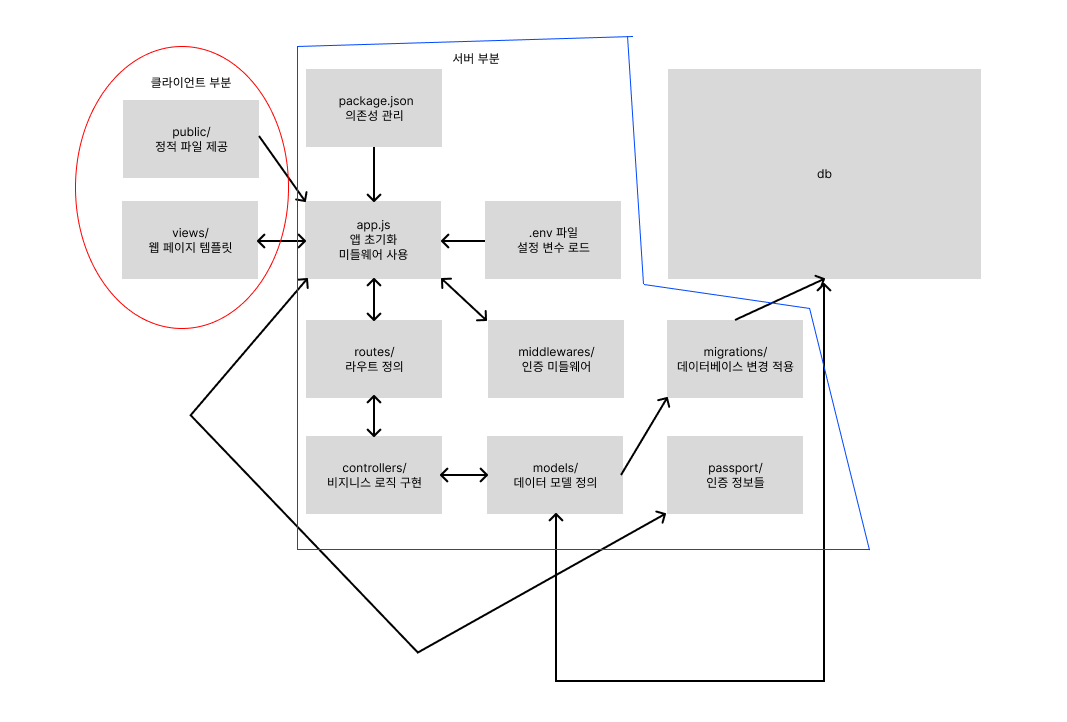 서버 부분
클라이언트 부분
package.json
의존성 관리
public/
정적 파일 제공
db
app.js
앱 초기화
미들웨어 사용
views/
웹 페이지 템플릿
.env 파일
설정 변수 로드
routes/
라우트 정의
middlewares/
인증 미들웨어
migrations/
데이터베이스 변경 적용
controllers/
비지니스 로직 구현
models/
데이터 모델 정의
passport/
인증 정보들